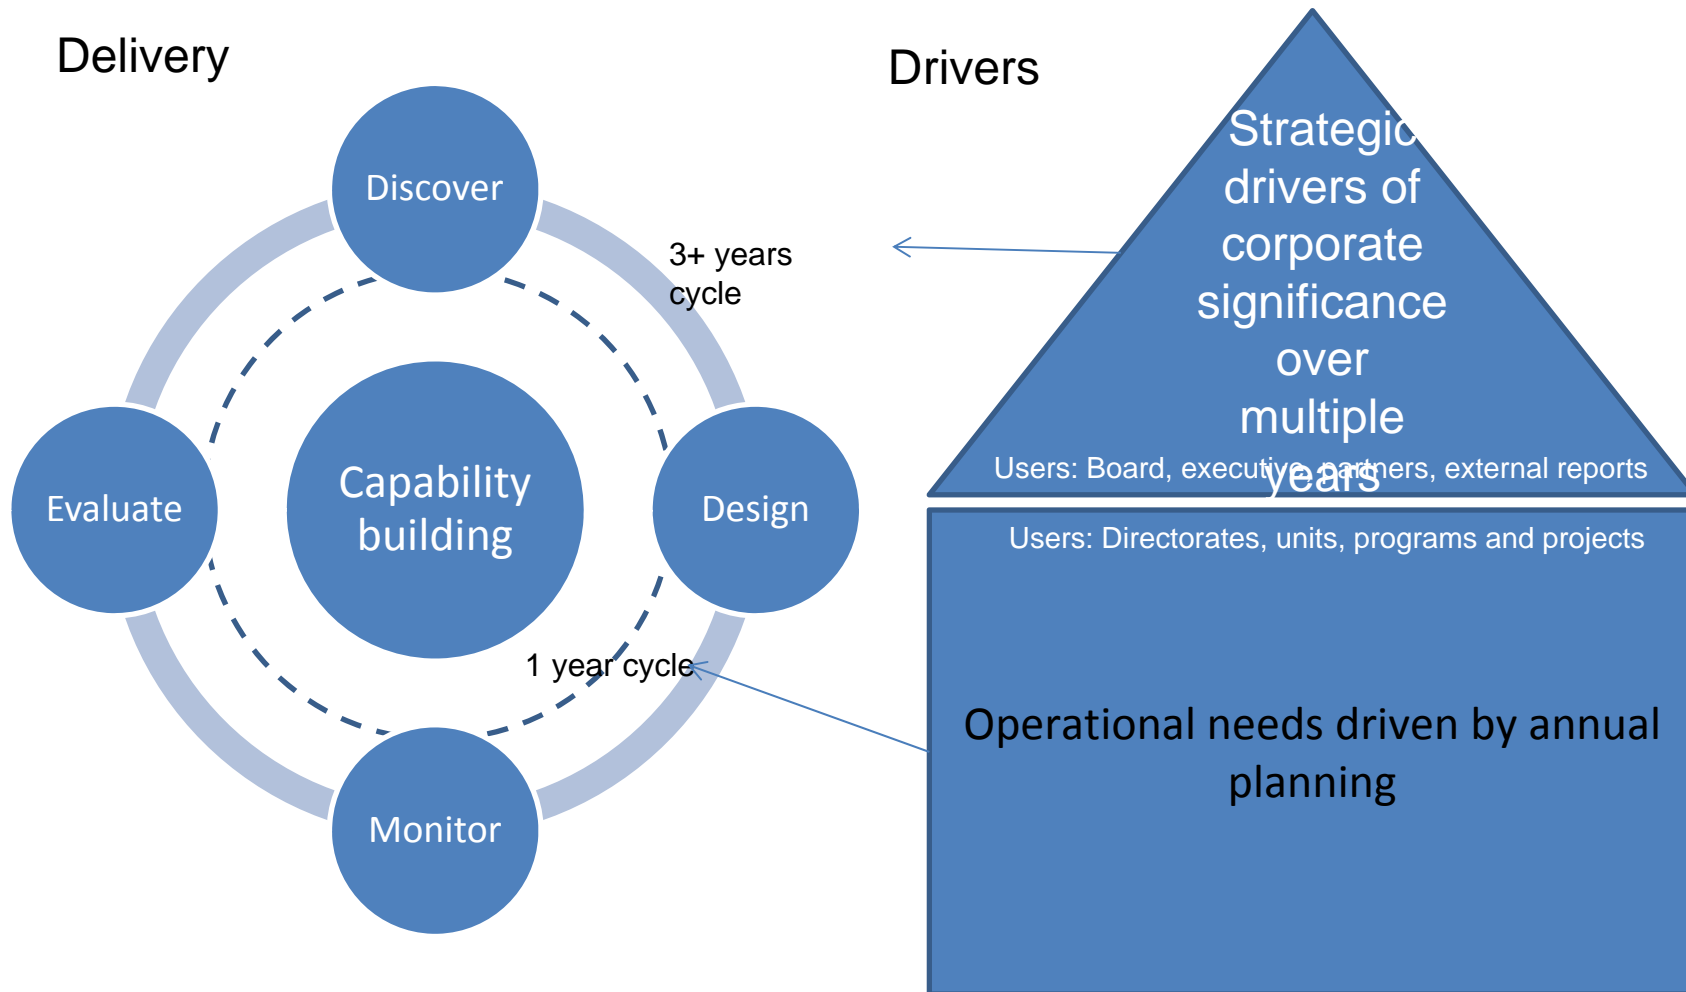 Delivery
Drivers
Discover
3+ years
cycle
Evaluate
Capability
building
Design
1 year cycle
Monitor
Strategic
drivers of
corporate
significance
over
multiple
years
Users: Board, executive, partners, external reports
Users: Directorates, units, programs and projects
Operational needs driven by annual
planning